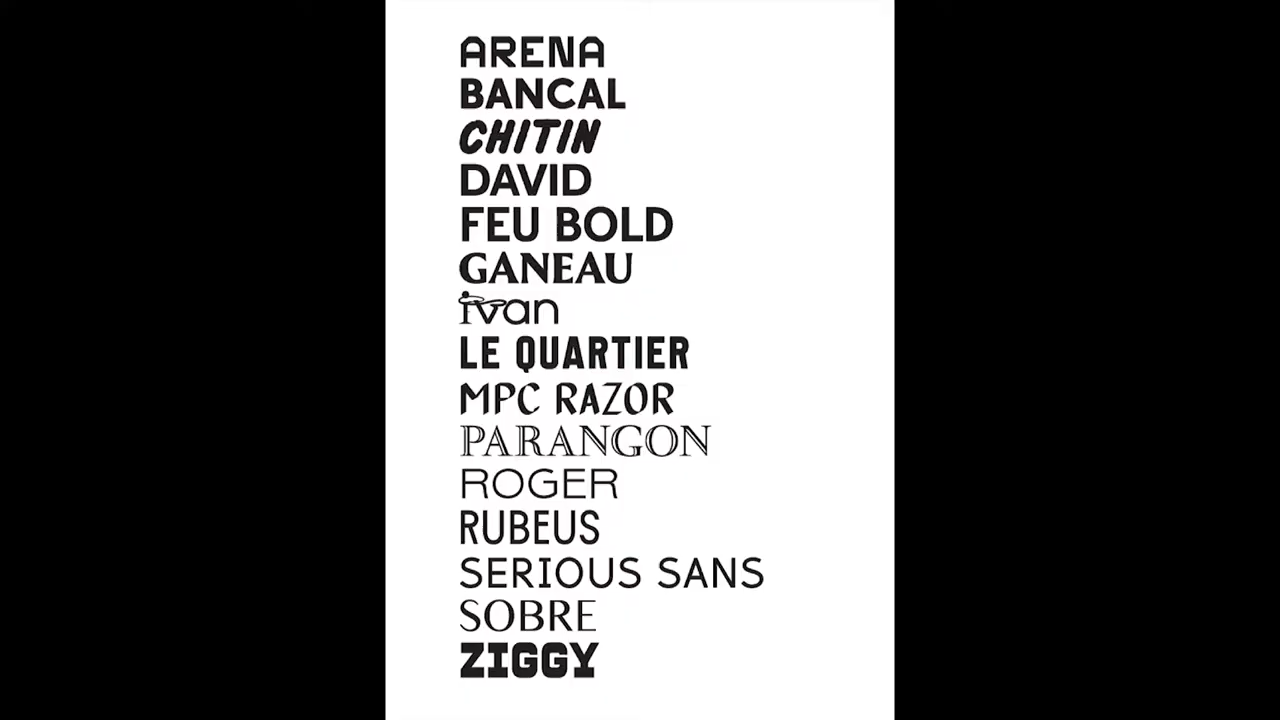 ARENA
BANCAL
CHITIN
DAVID
FEU BOLD
GANEAU
ivan
LE QUARTIER
MPC RAZOR
PARANGON
ROGER
RUBEUS
SERIOUS SANS
SOBRE
ZIGGY